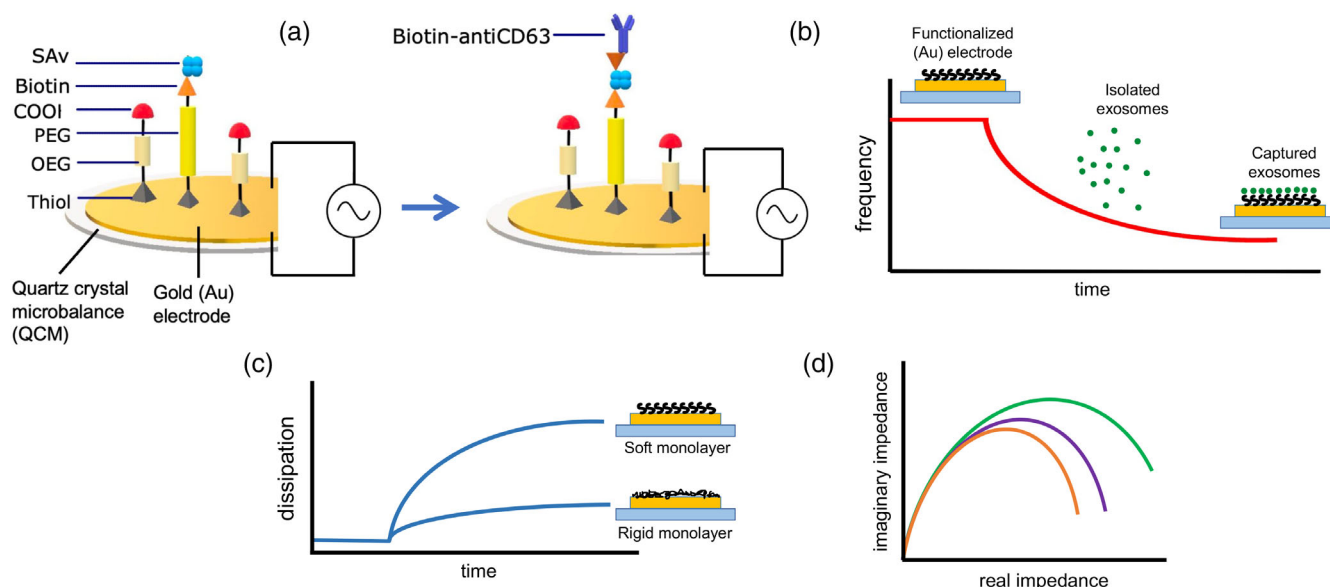 (a)
SAv
Biotin
COOI
PEG
OEG
Thiol
Quartz crystal
microbalance
(QCM)
Gold (Au)
electrode
Biotin-antiCD63
(b)
Functionalized
(Au) electrode
Isolated
exosomes
Captured
exosomes
frequency
time
(c)
dissipation
Soft monolayer
Rigid monolayer
time
(d)
imaginary impedance
real impedance